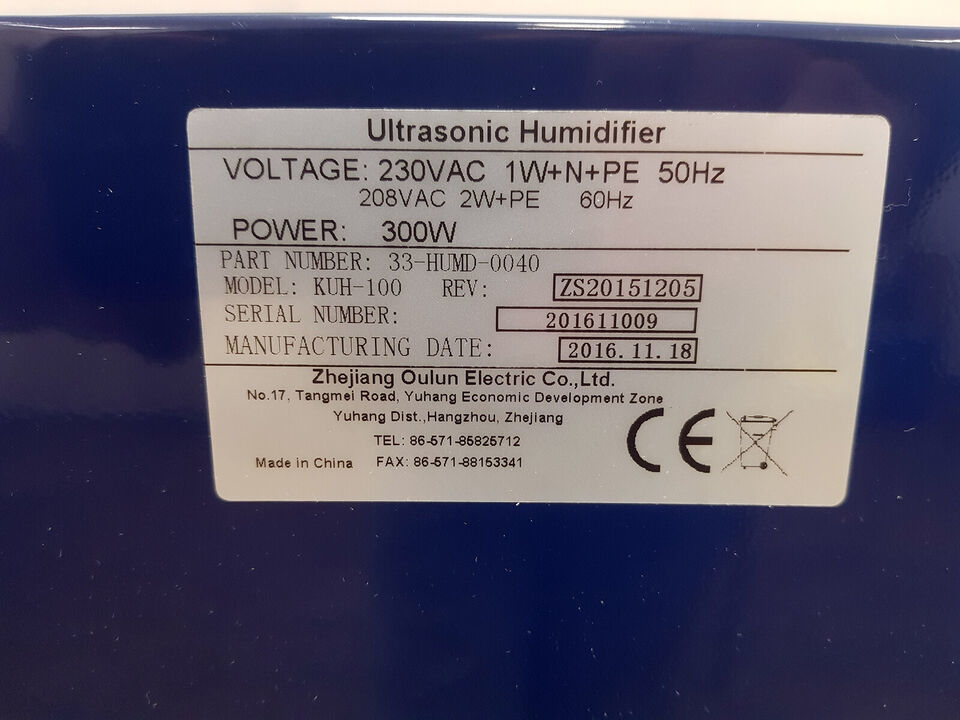 Ultrasonic Humidifier
VOLTAGE: 230VAC 1W+N+PE 50Hz
208VAC 2W+PE 60Hz
POWER: 300W
PART NUMBER: 33-HUMD-0040
MODEL: KUH-100 REV: ZS20151205
SERIAL NUMBER: 201611009
MANUFACTURING DATE: 2016.11.18
Zhejiang Oulun Electric Co.,Ltd.
No.17, Tangmei Road, Yuhang Economic Development Zone
Yuhang Dist.,Hangzhou, Zhejiang
TEL: 86-571-85825712
Made in China FAX: 86-571-88153341
CE